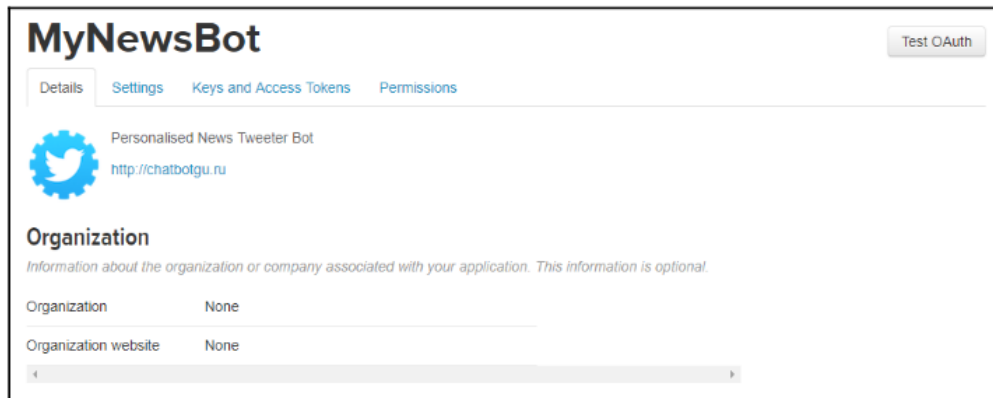 MyNewsBot
Test OAuth
Details Settings Keys and Access Tokens Permissions
Personalised News Tweeter Bot
http://chatbotgu.ru
Organization
Information about the organization or company associated with your application. This information is optional.
Organization None
Organization website None